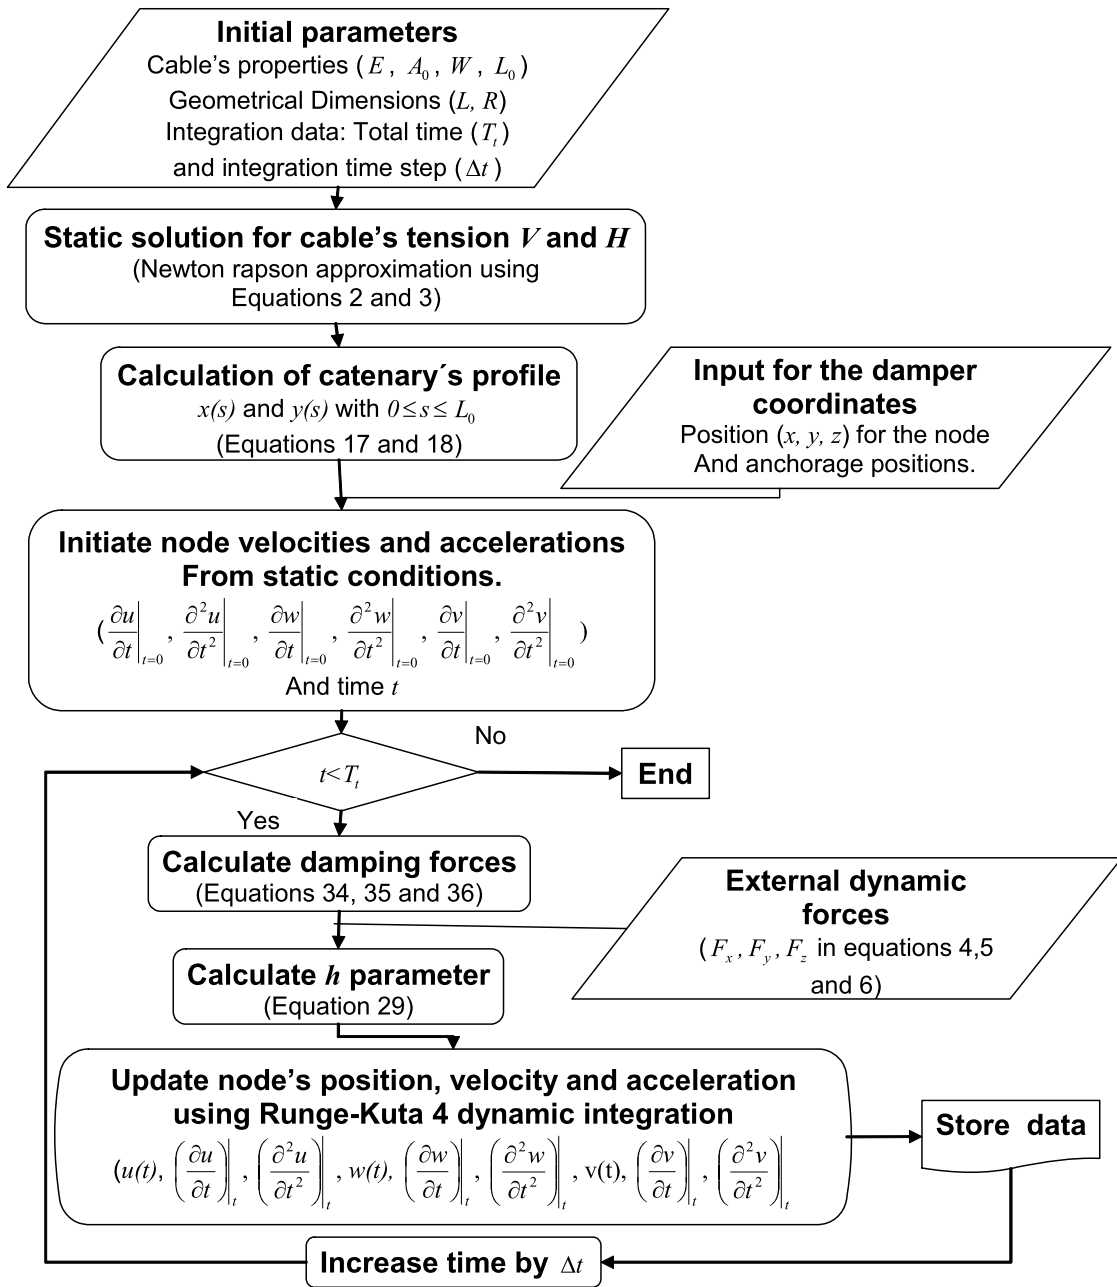 Initial parameters
Cable's properties ( E , A₀ , W , L₀ )
Geometrical Dimensions (L, R)
Integration data: Total time ( Tₜ )
and integration time step ( Δt )
Static solution for cable's tension V and H
(Newton rapson approximation using
Equations 2 and 3)
Calculation of catenary´s profile
x(s) and y(s) with 0 ≤ s ≤ L₀
(Equations 17 and 18)
Input for the damper
coordinates
Position (x, y, z) for the node
And anchorage positions.
Initiate node velocities and accelerations
From static conditions.
( ∂u/∂t|ₜ₌₀ , ∂²u/∂t²|ₜ₌₀ , ∂w/∂t|ₜ₌₀ , ∂²w/∂t²|ₜ₌₀ , ∂v/∂t|ₜ₌₀ , ∂²v/∂t²|ₜ₌₀ )
And time t
No
t<Tₜ
End
Yes
Calculate damping forces
(Equations 34, 35 and 36)
External dynamic
forces
( Fₓ , F_y , F_z in equations 4,5
and 6)
Calculate h parameter
(Equation 29)
Update node's position, velocity and acceleration
using Runge-Kuta 4 dynamic integration
(u(t), (∂u/∂t)|ₜ , (∂²u/∂t²)|ₜ , w(t), (∂w/∂t)|ₜ , (∂²w/∂t²)|ₜ , v(t), (∂v/∂t)|ₜ , (∂²v/∂t²)|ₜ
Store data
Increase time by Δt